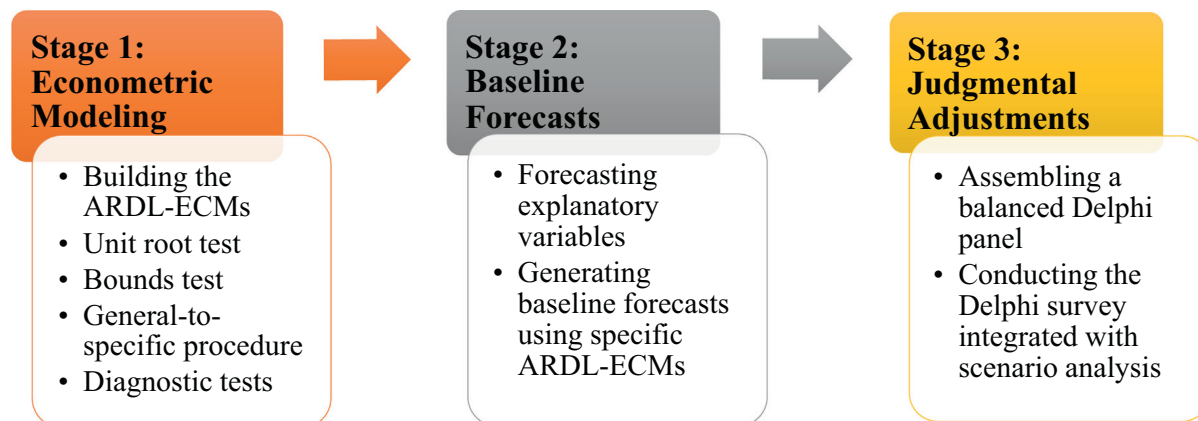 Stage 1:
Econometric
Modeling
• Building the
ARDL-ECMs
• Unit root test
• Bounds test
• General-to-
specific procedure
• Diagnostic tests
Stage 2:
Baseline
Forecasts
• Forecasting
explanatory
variables
• Generating
baseline forecasts
using specific
ARDL-ECMs
Stage 3:
Judgmental
Adjustments
• Assembling a
balanced Delphi
panel
• Conducting the
Delphi survey
integrated with
scenario analysis